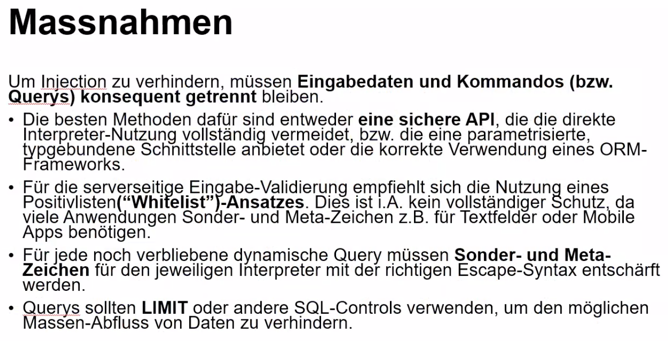 Massnahmen
Um Injection zu verhindern, müssen Eingabedaten und Kommandos (bzw.
Querys) konsequent getrennt bleiben.
• Die besten Methoden dafür sind entweder eine sichere API, die die direkte
Interpreter-Nutzung vollständig vermeidet, bzw. die eine parametrisierte,
typgebundene Schnittstelle anbietet oder die korrekte Verwendung eines ORM-
Frameworks.
• Für die serverseitige Eingabe-Validierung empfiehlt sich die Nutzung eines
Positivlisten(“Whitelist”)-Ansatzes. Dies ist i.A. kein vollständiger Schutz, da
viele Anwendungen Sonder- und Meta-Zeichen z.B. für Textfelder oder Mobile
Apps benötigen.
• Für jede noch verbliebene dynamische Query müssen Sonder- und Meta-
Zeichen für den jeweiligen Interpreter mit der richtigen Escape-Syntax entschärft
werden.
• Querys sollten LIMIT oder andere SQL-Controls verwenden, um den möglichen
Massen-Abfluss von Daten zu verhindern.